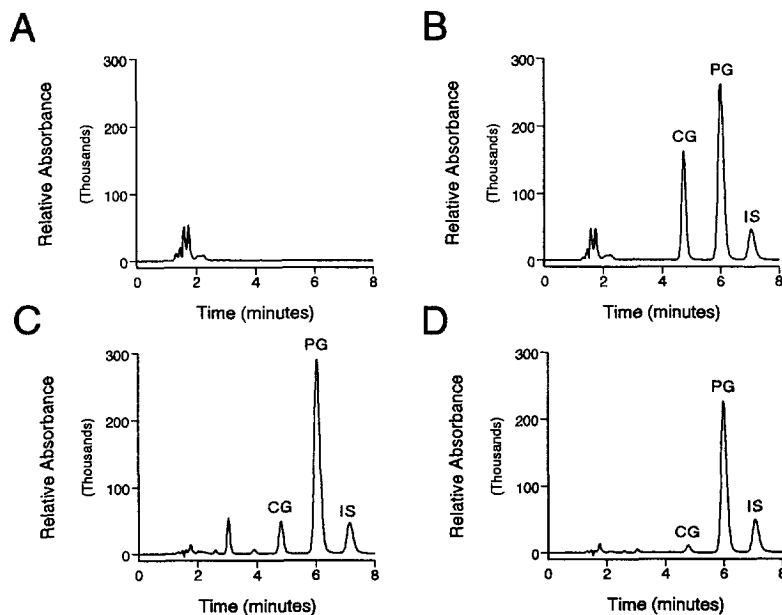 A
Relative Absorbance
(Thousands)
300
200
100
0
0 2 4 6 8
Time (minutes)
B
Relative Absorbance
(Thousands)
300
200
100
0
PG
CG
IS
0 2 4 6 8
Time (minutes)
C
Relative Absorbance
(Thousands)
300
200
100
0
PG
CG
IS
0 2 4 6 8
Time (minutes)
D
Relative Absorbance
(Thousands)
300
200
100
0
PG
CG
IS
0 2 4 6 8
Time (minutes)